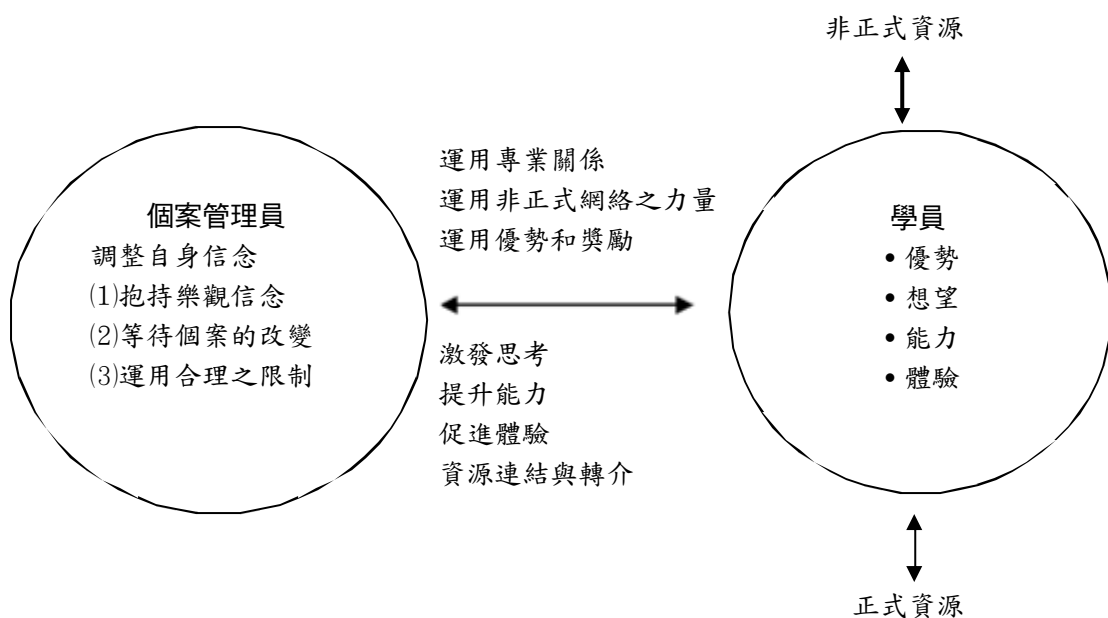 非正式資源
個案管理員
調整自身信念
(1)抱持樂觀信念
(2)等待個案的改變
(3)運用合理之限制
運用專業關係
運用非正式網絡之力量
運用優勢和獎勵
激發思考
提升能力
促進體驗
資源連結與轉介
學員
• 優勢
• 想望
• 能力
• 體驗
正式資源